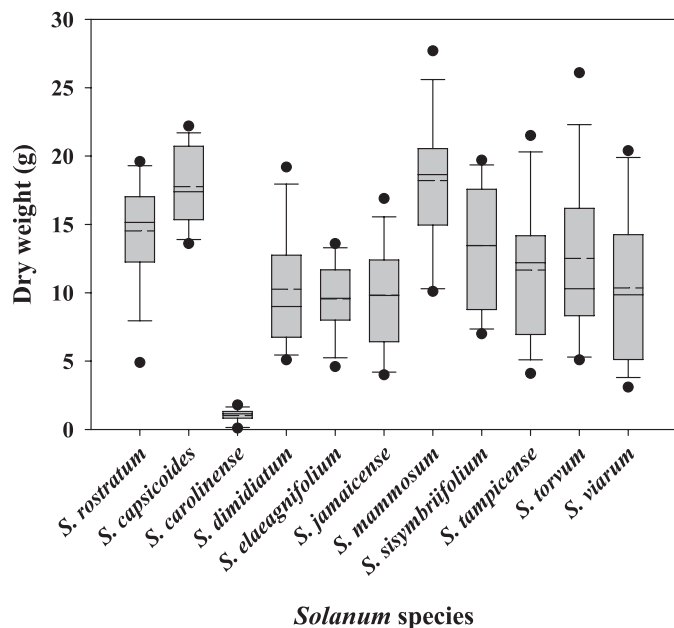 30
25
20
15
10
5
0
Dry weight (g)
S. rostratum
S. capsicoides
S. carolinense
S. dimidiatum
S. elaeagnifolium
S. jamaicense
S. mammosum
S. sisymbriifolium
S. tampicense
S. torvum
S. viarum
Solanum species